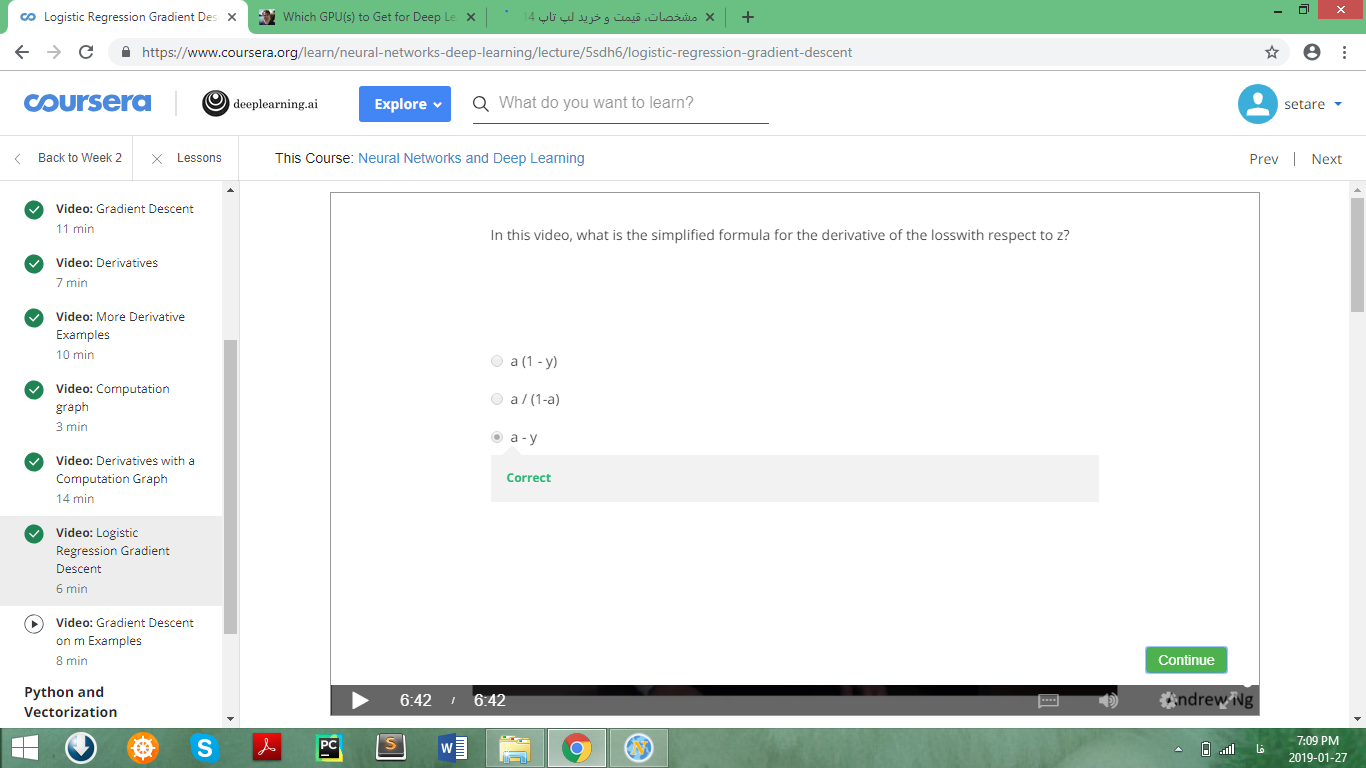 Logistic Regression Gradient Des
Which GPU(s) to Get for Deep Le
مشخصات، قیمت و خرید لپ تاپ 14
https://www.coursera.org/learn/neural-networks-deep-learning/lecture/5sdh6/logistic-regression-gradient-descent
coursera
deeplearning.ai
Explore
What do you want to learn?
setare
Back to Week 2
Lessons
This Course: Neural Networks and Deep Learning
Prev | Next
Video: Gradient Descent
11 min
Video: Derivatives
7 min
Video: More Derivative
Examples
10 min
Video: Computation
graph
3 min
Video: Derivatives with a
Computation Graph
14 min
Video: Logistic
Regression Gradient
Descent
6 min
Video: Gradient Descent
on m Examples
8 min
Python and
Vectorization
In this video, what is the simplified formula for the derivative of the losswith respect to z?
a (1 - y)
a / (1-a)
a - y
Correct
Continue
6:42 / 6:42
Andrew Ng
PC
S
W
فا
7:09 PM
2019-01-27